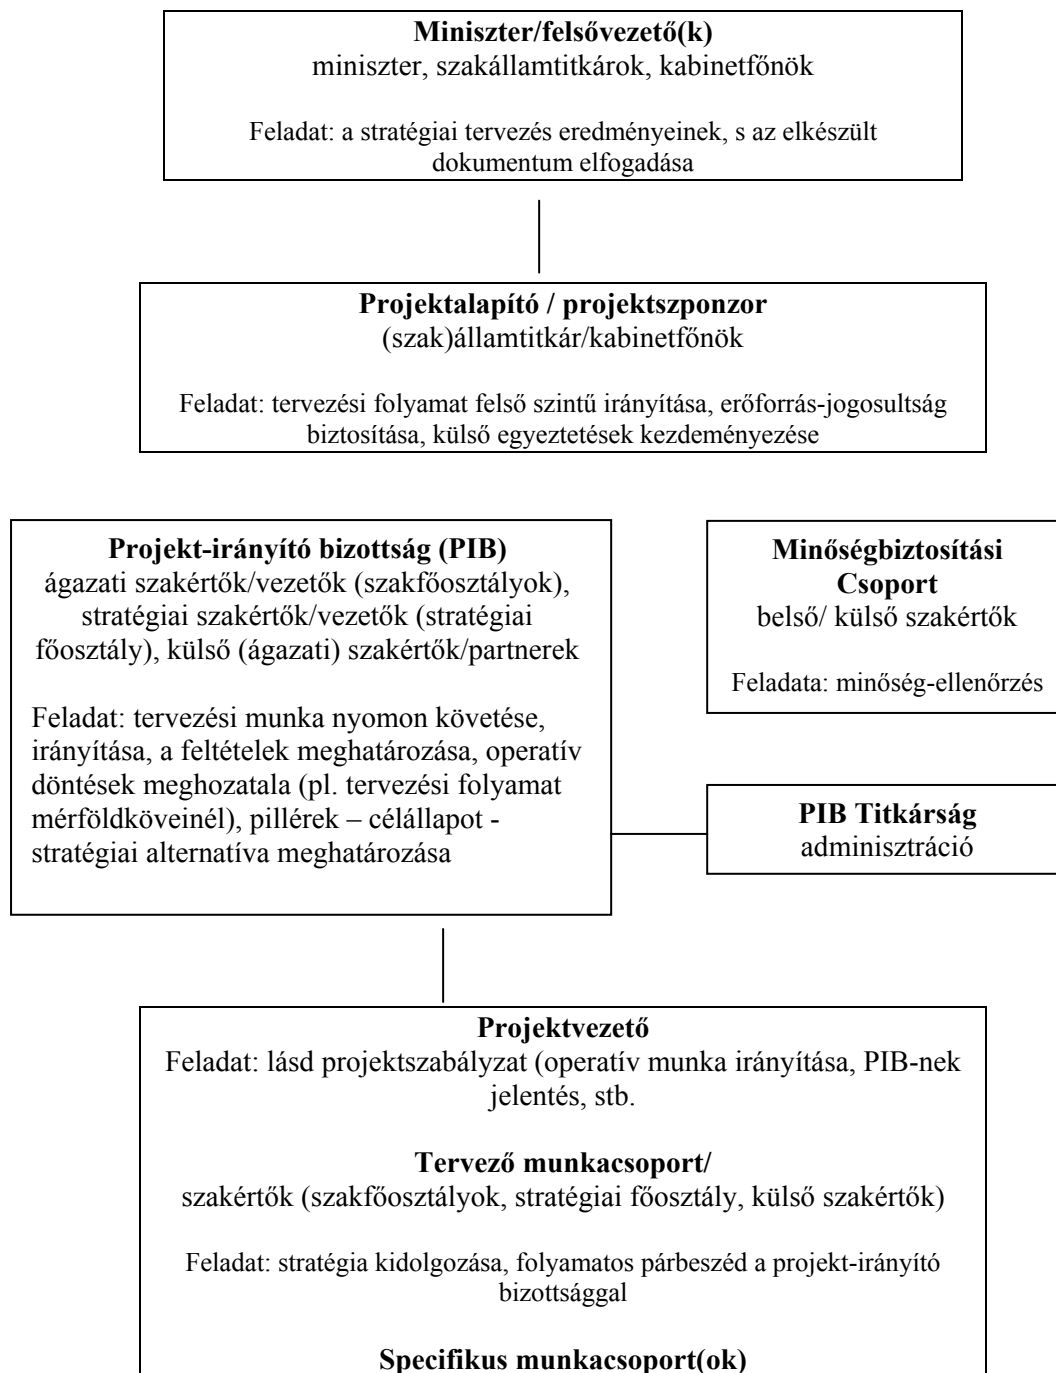 Miniszter/felsővezető(k)
miniszter, szakállamtitkárok, kabinetfőnök
Feladat: a stratégiai tervezés eredményeinek, s az elkészült
dokumentum elfogadása
Projektalapító / projektszponzor
(szak)államtitkár/kabinetfőnök
Feladat: tervezési folyamat felső szintű irányítása, erőforrás-jogosultság
biztosítása, külső egyeztetések kezdeményezése
Projekt-irányító bizottság (PIB)
ágazati szakértők/vezetők (szakfőosztályok),
stratégiai szakértők/vezetők (stratégiai
főosztály), külső (ágazati) szakértők/partnerek
Feladat: tervezési munka nyomon követése,
irányítása, a feltételek meghatározása, operatív
döntések meghozatala (pl. tervezési folyamat
mérföldköveinél), pillérek – célállapot -
stratégiai alternatíva meghatározása
Minőségbiztosítási
Csoport
belső/ külső szakértők
Feladata: minőség-ellenőrzés
PIB Titkárság
adminisztráció
Projektvezető
Feladat: lásd projektszabályzat (operatív munka irányítása, PIB-nek
jelentés, stb.
Tervező munkacsoport/
szakértők (szakfőosztályok, stratégiai főosztály, külső szakértők)
Feladat: stratégia kidolgozása, folyamatos párbeszéd a projekt-irányító
bizottsággal
Specifikus munkacsoport(ok)